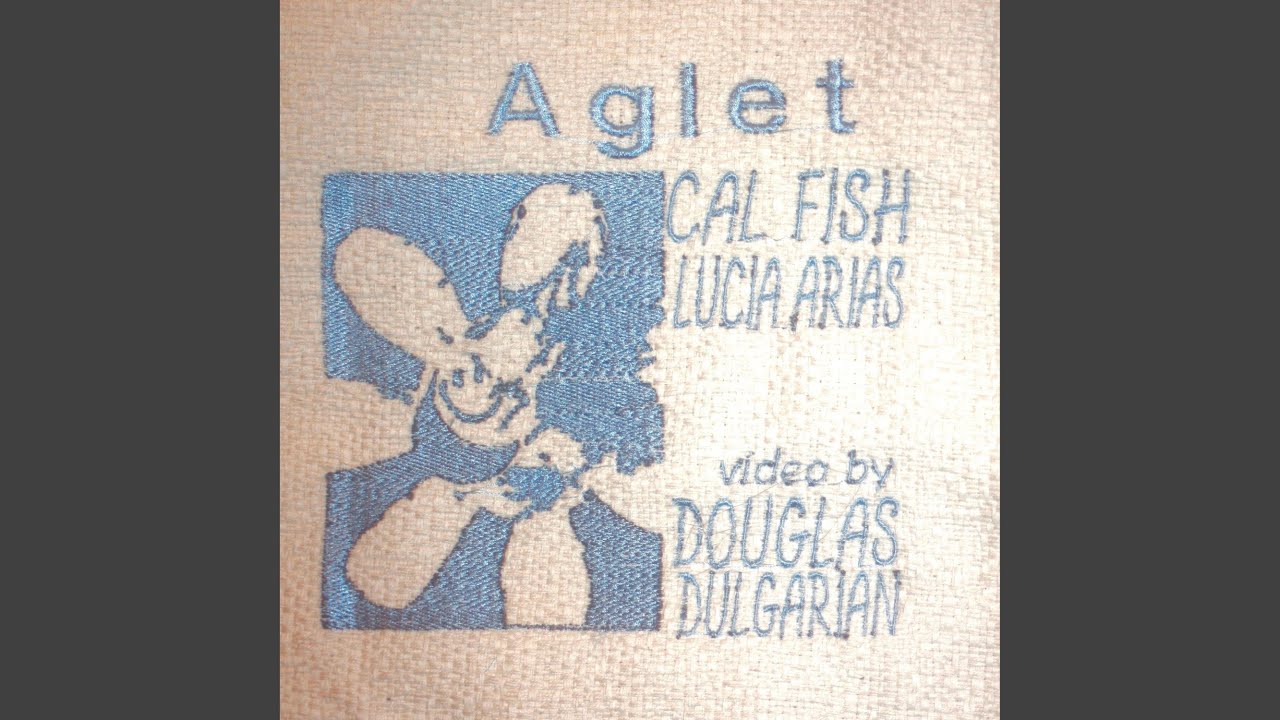 Aglet
CAL FISH
LUCIA ARIAS
video by
DOUGLAS
DULGARIAN